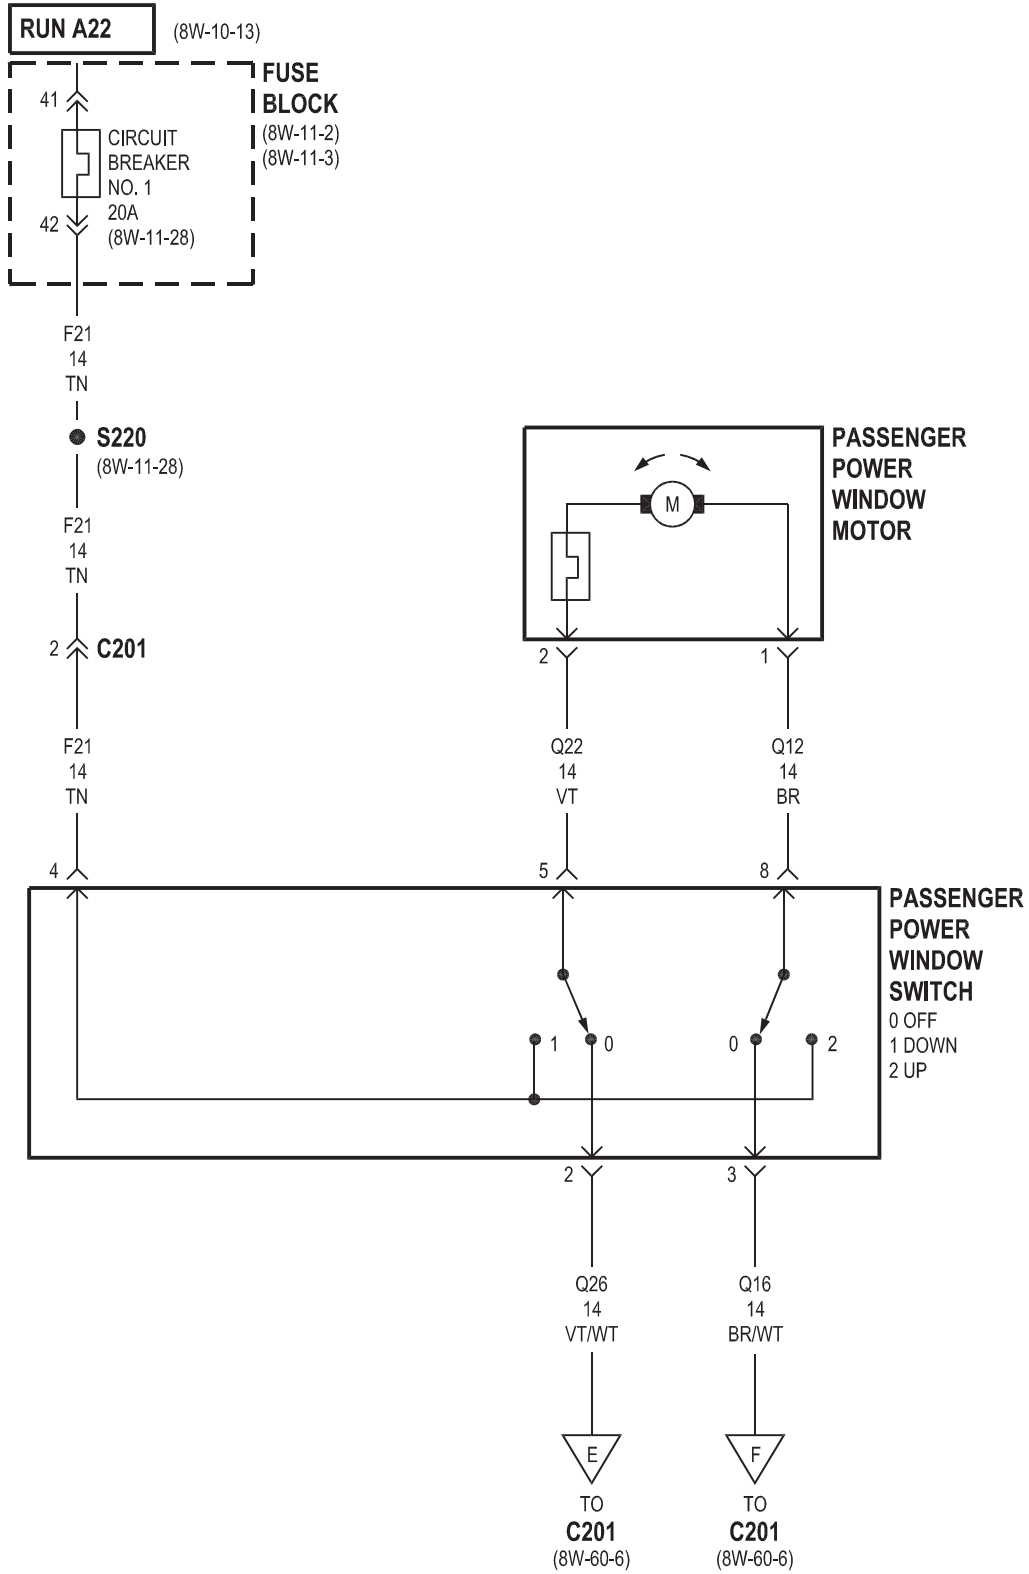 RUN A22
(8W-10-13)
FUSE
BLOCK
(8W-11-2)
(8W-11-3)
41
CIRCUIT
BREAKER
NO. 1
20A
(8W-11-28)
42
F21
14
TN
S220
(8W-11-28)
F21
14
TN
2
C201
F21
14
TN
4
PASSENGER
POWER
WINDOW
MOTOR
M
2
1
Q22
14
VT
Q12
14
BR
5
8
PASSENGER
POWER
WINDOW
SWITCH
0 OFF
1 DOWN
2 UP
1
0
0
2
2
3
Q26
14
VT/WT
Q16
14
BR/WT
E
F
TO
C201
(8W-60-6)
TO
C201
(8W-60-6)